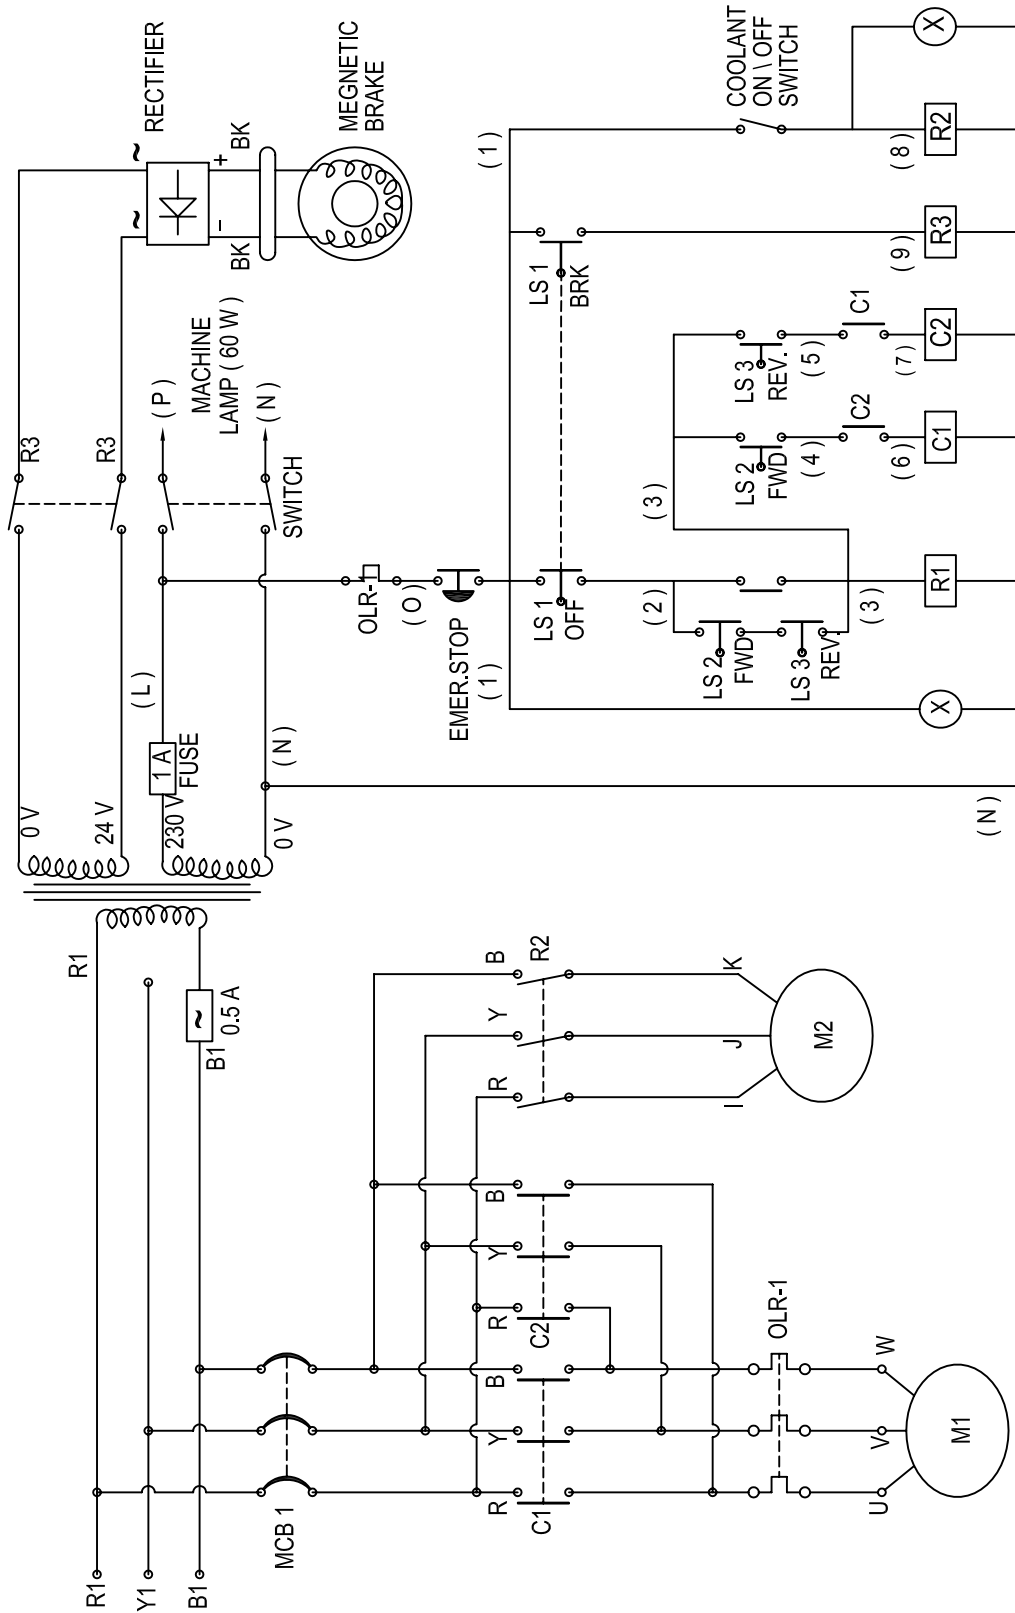 R1
Y1
B1
MCB 1
R
Y
B
C1
R
Y
B
C2
R
Y
B
R2
OLR-1
U
V
W
M1
I
J
K
M2
R1
B1
~
0.5 A
0 V
24 V
230 V
0 V
1 A
FUSE
( L )
( N )
( N )
R3
R3
SWITCH
( P )
MACHINE
LAMP ( 60 W )
( N )
~
~
RECTIFIER
-
+
BK
BK
MEGNETIC
BRAKE
OLR-1
( O )
EMER.STOP
( 1 )
( 1 )
LS 1
OFF
LS 1
BRK
COOLANT
ON \ OFF
SWITCH
( 2 )
LS 2
FWD
LS 3
REV.
( 3 )
( 3 )
LS 2
FWD
LS 3
REV.
( 4 )
( 5 )
C2
C1
( 6 )
( 7 )
( 9 )
( 8 )
X
R1
C1
C2
R3
R2
X